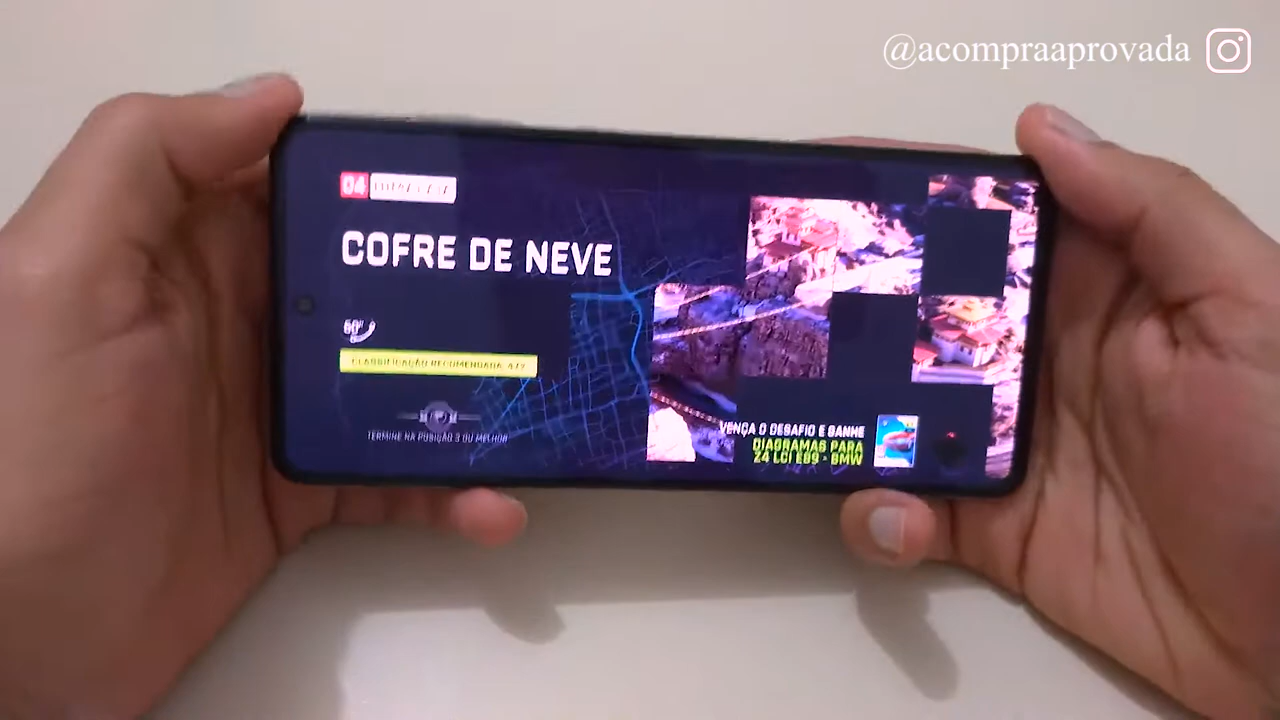 @acompraaprovada
04
COFRE DE NEVE
60"
CLASSIFICAÇÃO RECOMENDADA:
TERMINE NA POSIÇÃO 3 OU MELHOR
VENÇA O DESAFIO E GANHE
DIAGRAMAS PARA
Z4 LCI E89 - BMW